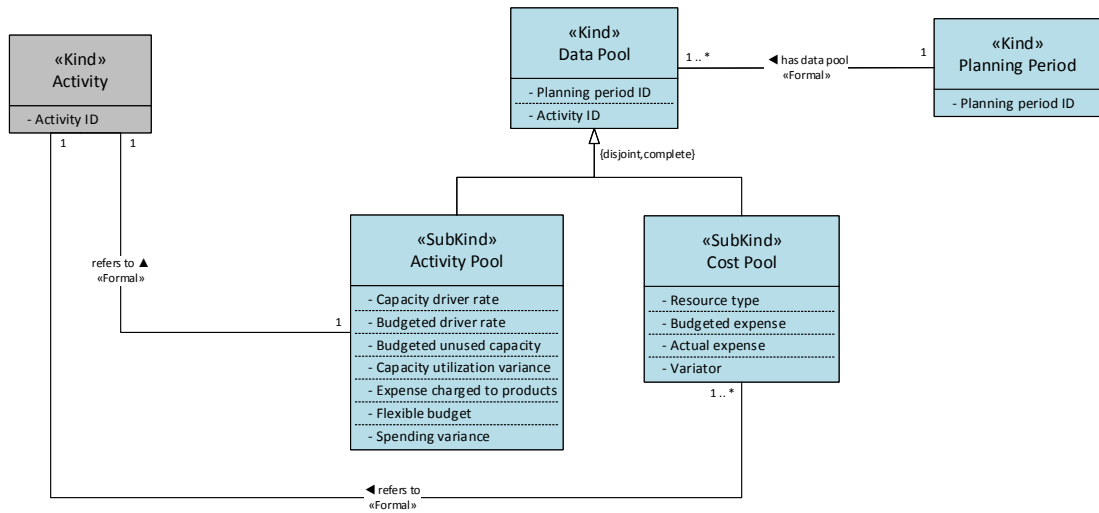 «Kind»
Activity
- Activity ID
1
1
«Kind»
Data Pool
- Planning period ID
- Activity ID
1 .. *
◄ has data pool
«Formal»
1
«Kind»
Planning Period
- Planning period ID
{disjoint,complete}
refers to ▲
«Formal»
1
«SubKind»
Activity Pool
- Capacity driver rate
- Budgeted driver rate
- Budgeted unused capacity
- Capacity utilization variance
- Expense charged to products
- Flexible budget
- Spending variance
«SubKind»
Cost Pool
- Resource type
- Budgeted expense
- Actual expense
- Variator
1 .. *
◄ refers to
«Formal»